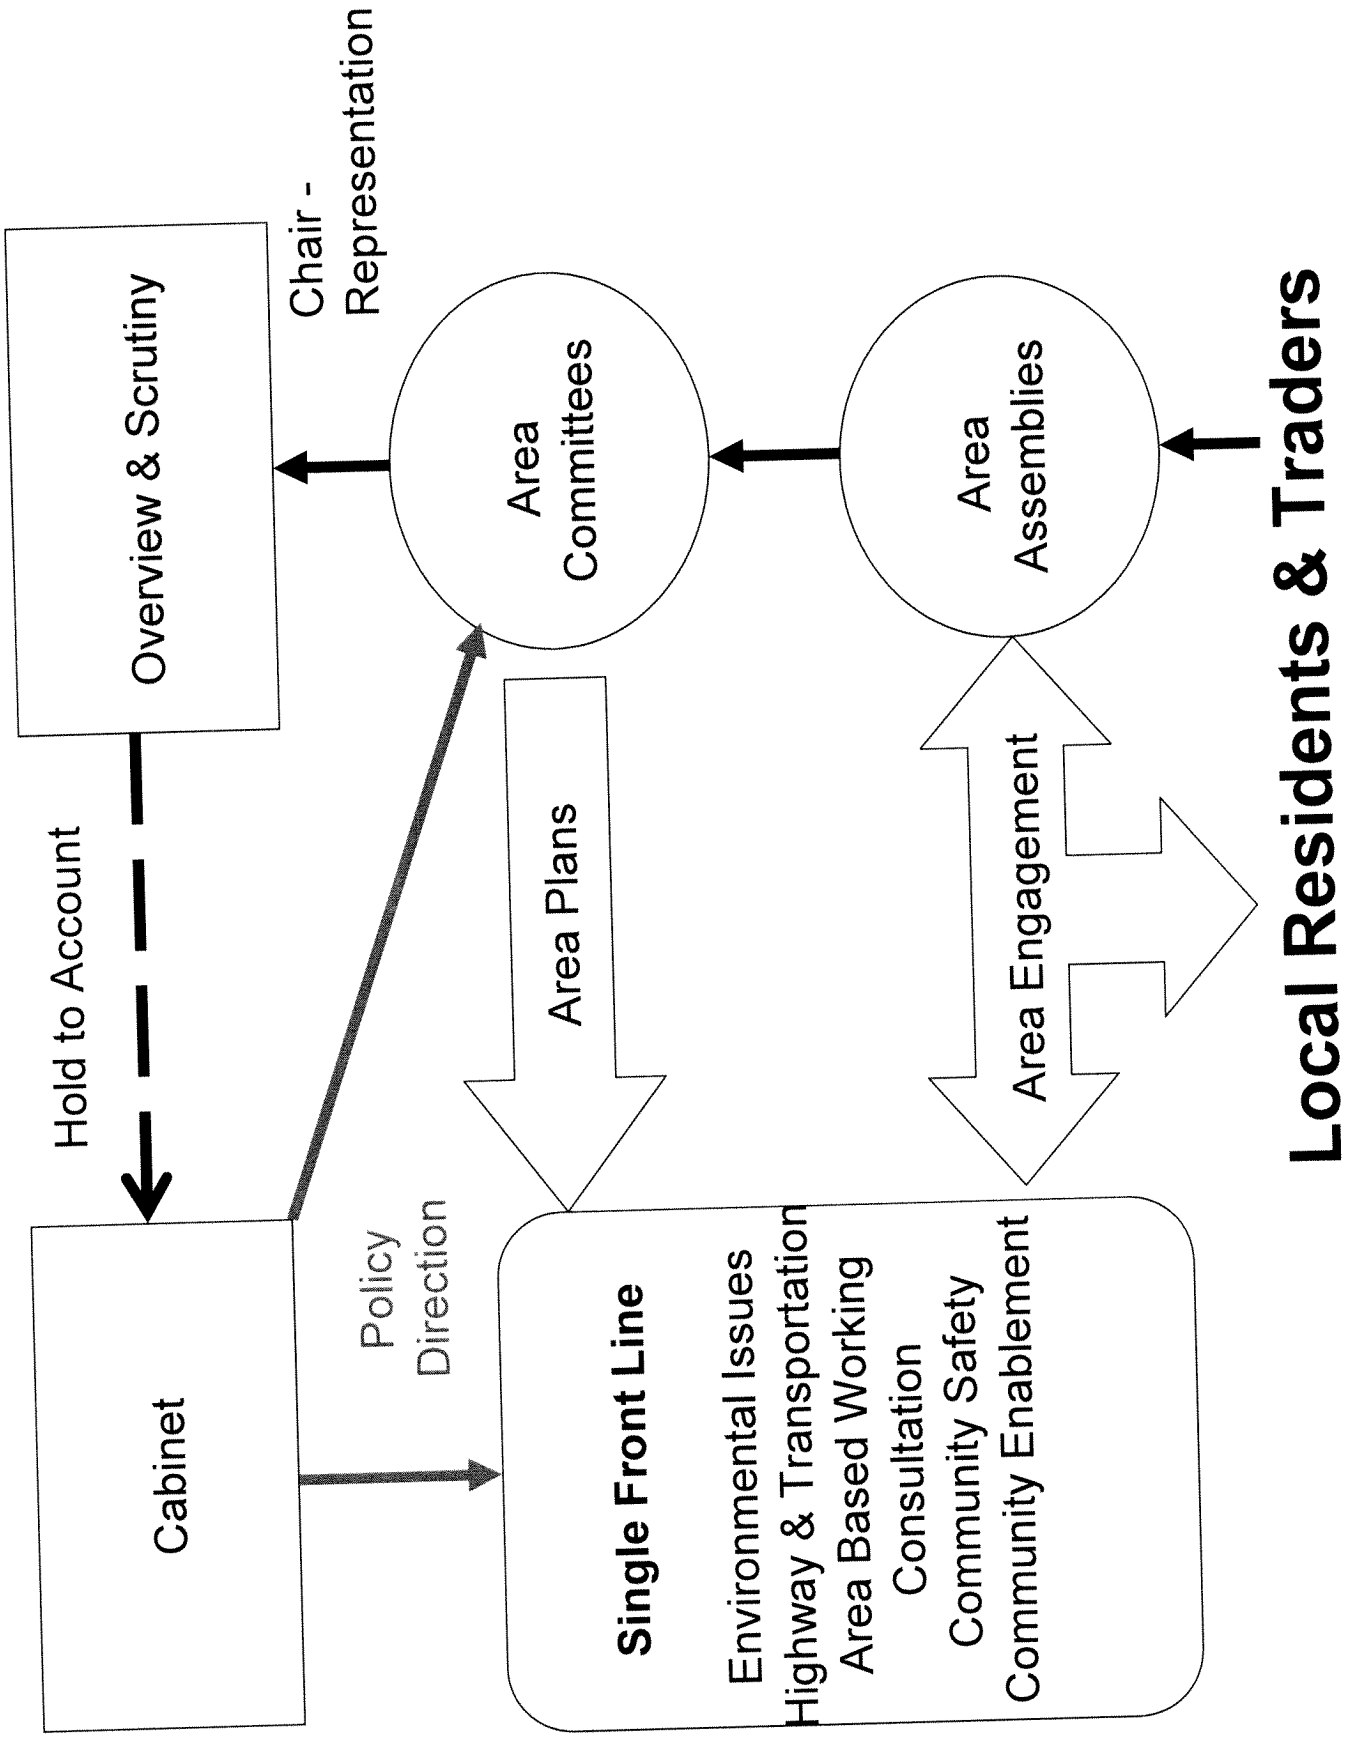 Cabinet
Hold to Account
Overview & Scrutiny
Policy
Direction
Chair -
Representation
Single Front Line
Environmental Issues
Highway & Transportation
Area Based Working
Consultation
Community Safety
Community Enablement
Area Plans
Area
Committees
Area Engagement
Area
Assemblies
Local Residents & Traders